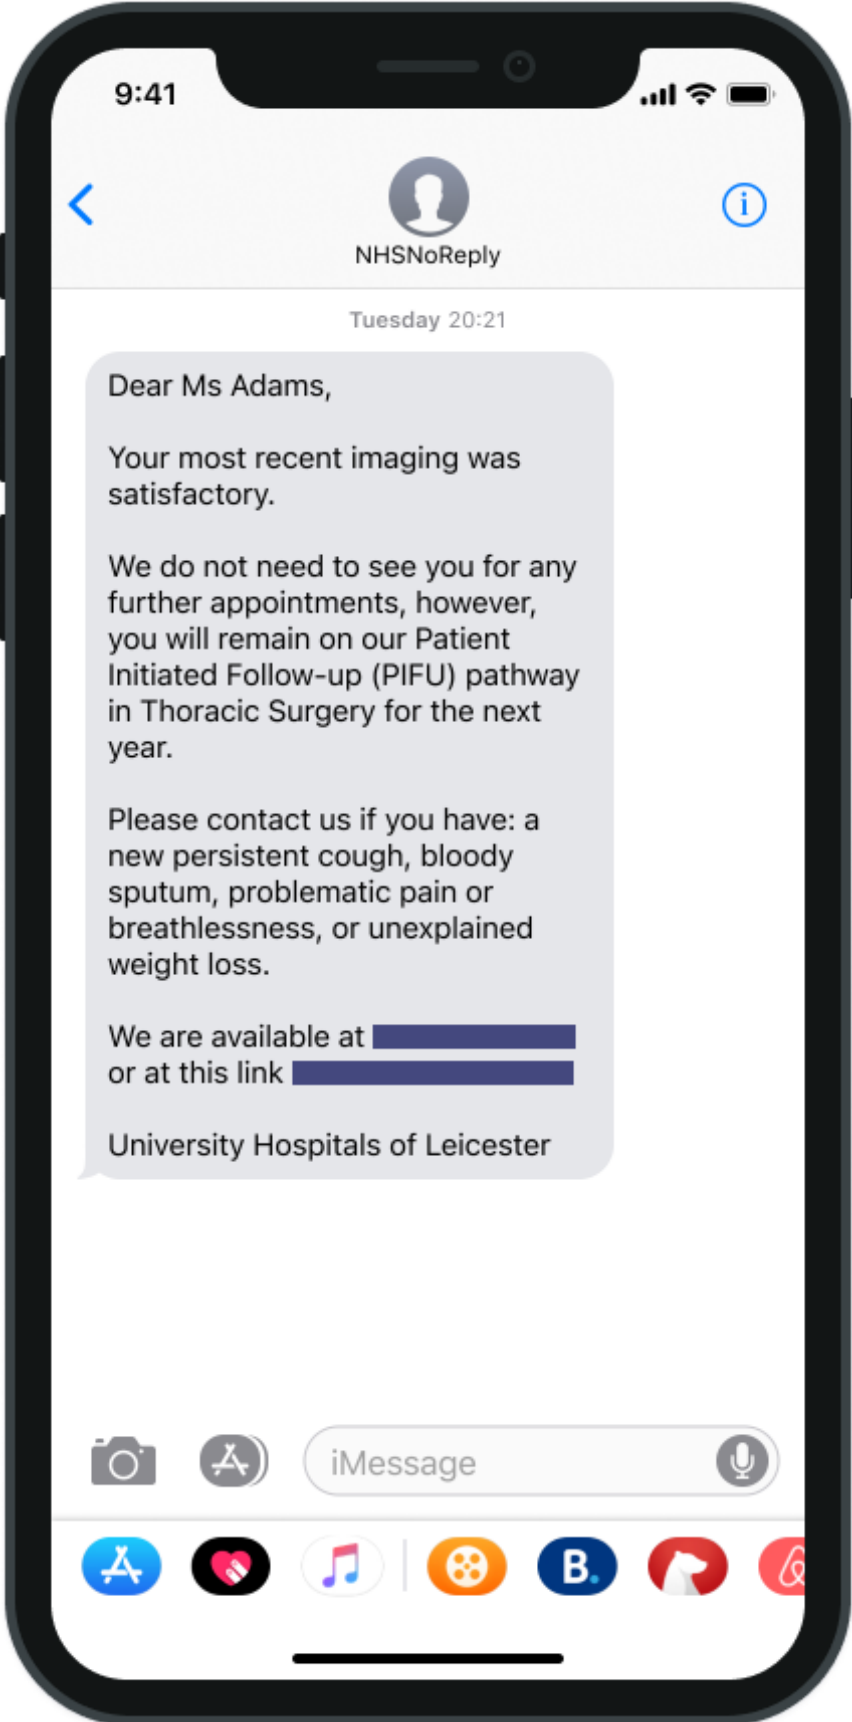 9:41
NHSNoReply
Tuesday 20:21
Dear Ms Adams,
Your most recent imaging was
satisfactory.
We do not need to see you for any
further appointments, however,
you will remain on our Patient
Initiated Follow-up (PIFU) pathway
in Thoracic Surgery for the next
year.
Please contact us if you have: a
new persistent cough, bloody
sputum, problematic pain or
breathlessness, or unexplained
weight loss.
We are available at
or at this link
University Hospitals of Leicester
iMessage
B.